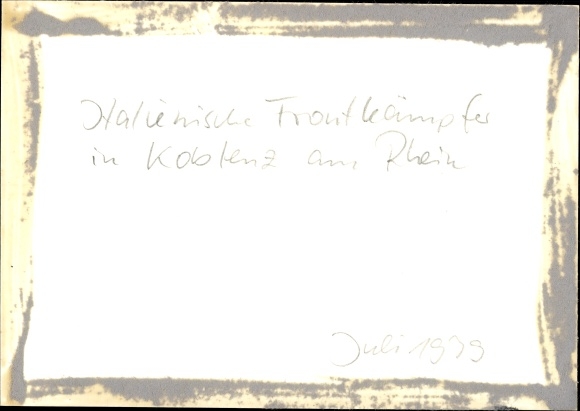 Italienische Frontkämpfer
in Koblenz am Rhein
Juli 1939